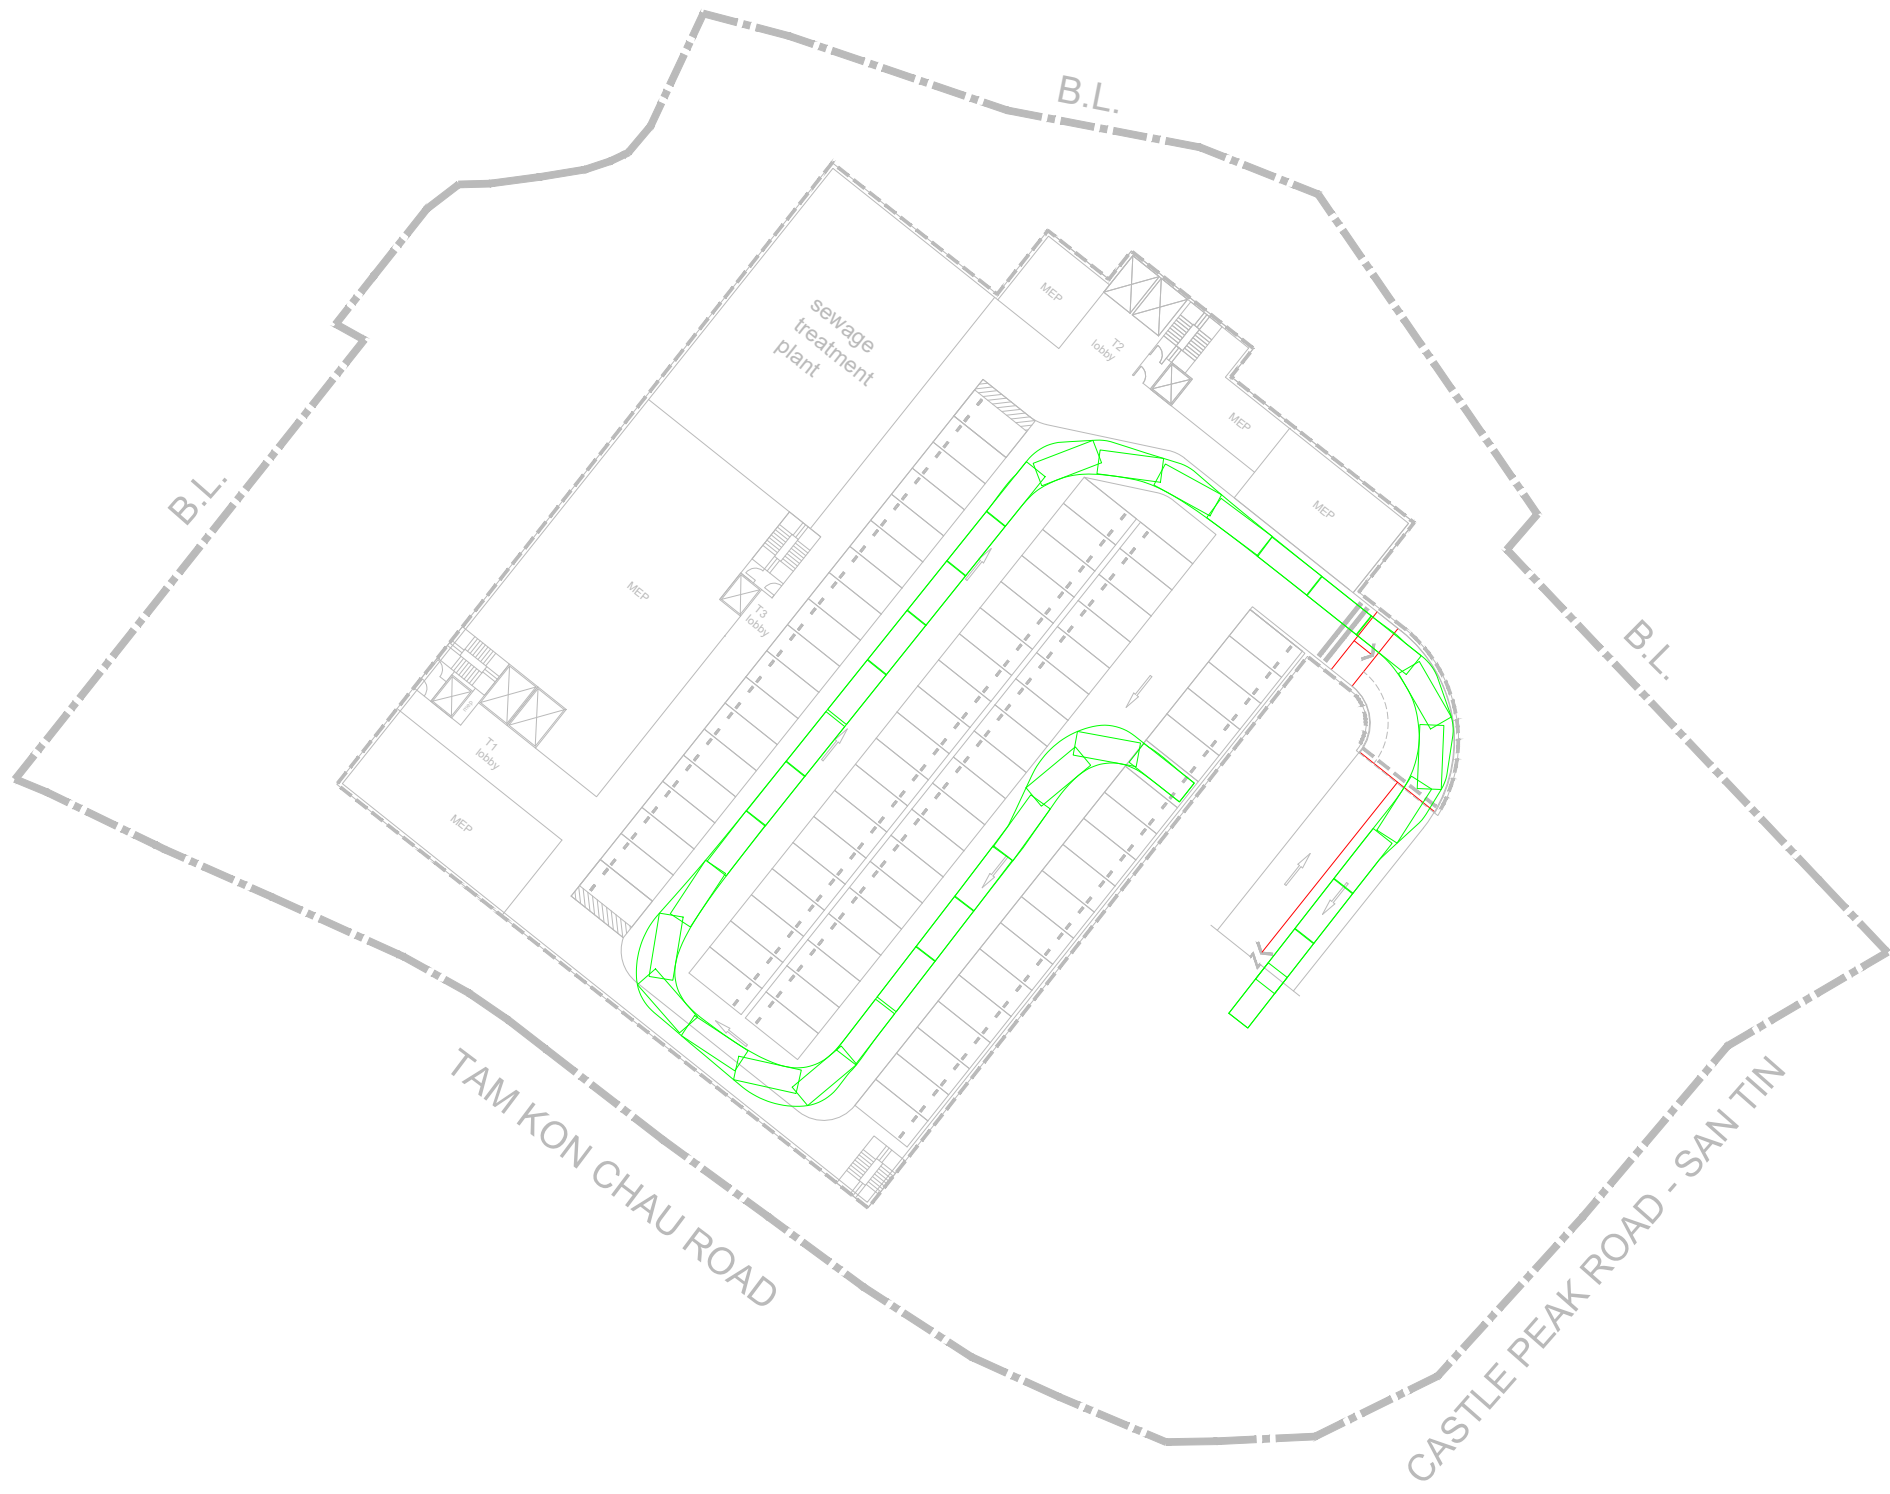 B.L.
MEP
sewage
treatment
plant
T2
lobby
MEP
B.L.
MEP
MEP
T3
lobby
B.L.
T1
lobby
MEP
TAM KON CHAU ROAD
CASTLE PEAK ROAD - SAN TIN